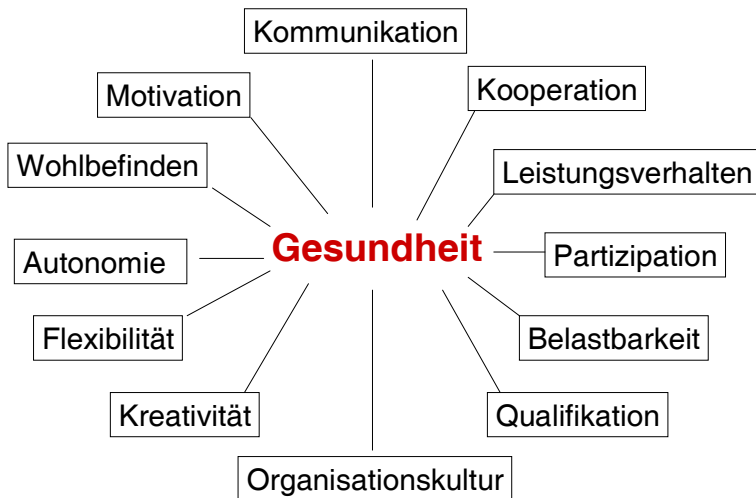 Kommunikation
Motivation
Kooperation
Wohlbefinden
Leistungsverhalten
Gesundheit
Autonomie
Partizipation
Flexibilität
Belastbarkeit
Kreativität
Qualifikation
Organisationskultur